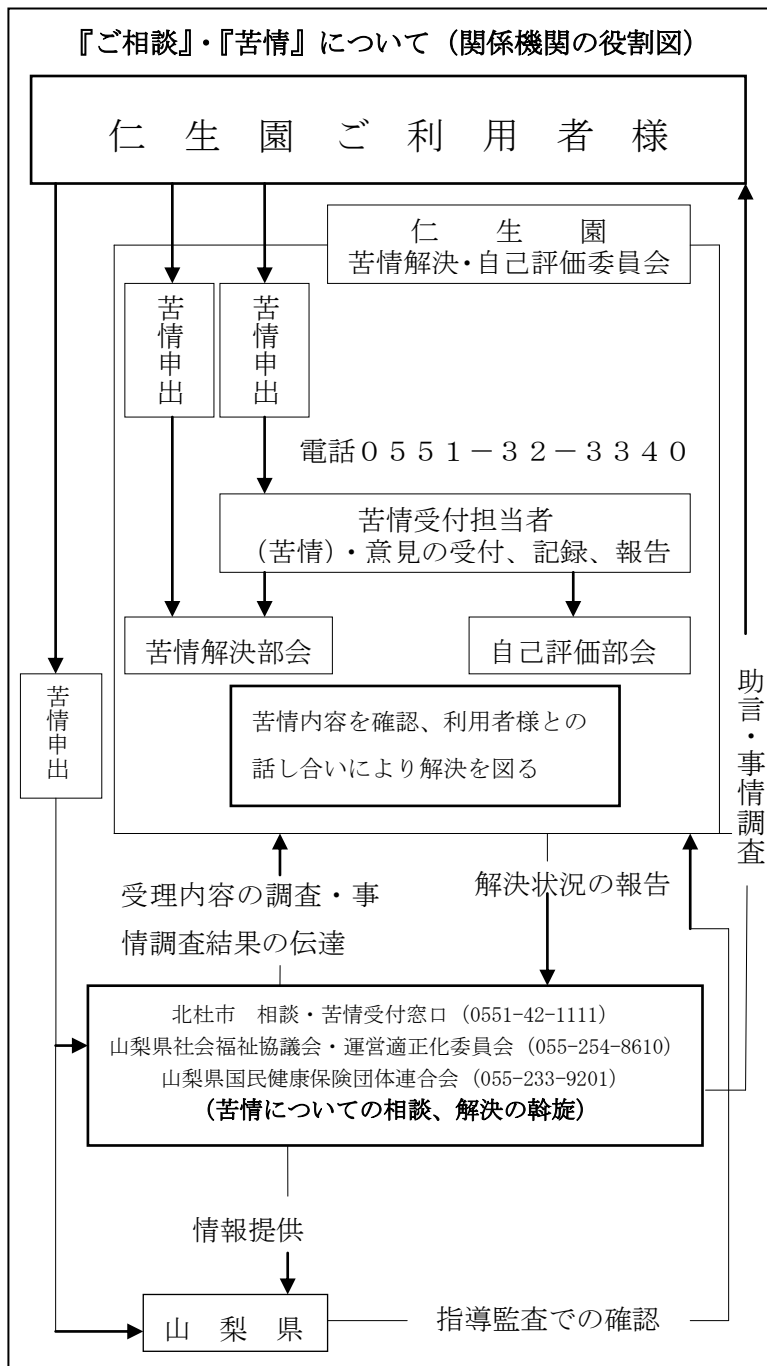 『ご相談』・『苦情』について（関係機関の役割図）
仁 生 園 ご 利 用 者 様
仁　生　園
苦情解決・自己評価委員会
苦情申出
苦情申出
電話０５５１－３２－３３４０
苦情受付担当者
（苦情）・意見の受付、記録、報告
苦情解決部会
自己評価部会
苦情申出
苦情内容を確認、利用者様との
話し合いにより解決を図る
助言・事情調査
受理内容の調査・事
情調査結果の伝達
解決状況の報告
北杜市　相談・苦情受付窓口（0551-42-1111）
山梨県社会福祉協議会・運営適正化委員会（055-254-8610）
山梨県国民健康保険団体連合会（055-233-9201）
（苦情についての相談、解決の斡旋）
情報提供
山　梨　県
指導監査での確認